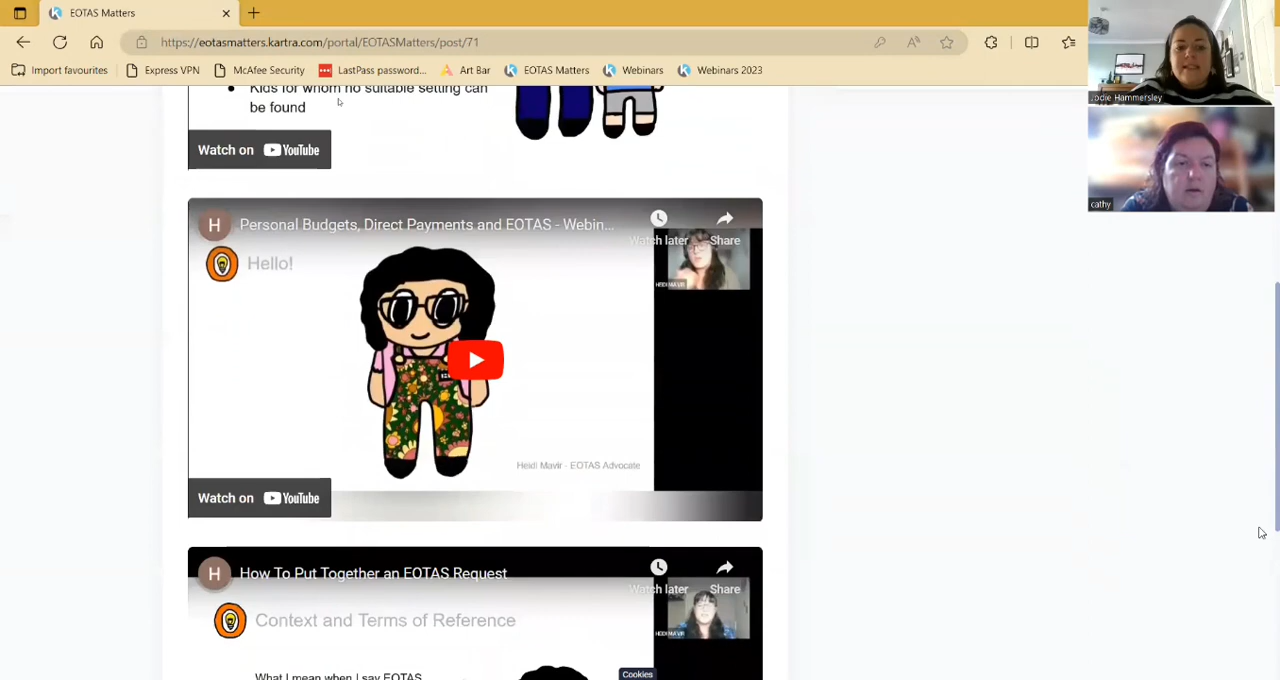 EOTAS Matters
https://eotasmatters.kartra.com/portal/EOTASMatters/post/71
Import favourites
Express VPN
McAfee Security
LastPass password...
Art Bar
EOTAS Matters
Webinars
Webinars 2023
Jodie Hammersley
cathy
Kids for whom no suitable setting can
be found
Watch on YouTube
H
Personal Budgets, Direct Payments and EOTAS - Webin...
Watch later
Share
Hello!
HEIDI MAVIR
Heidi Mavir - EOTAS Advocate
Watch on YouTube
H
How To Put Together an EOTAS Request
Watch later
Share
Context and Terms of Reference
HEIDI MAVIR
What I mean when I say EOTAS
Cookies